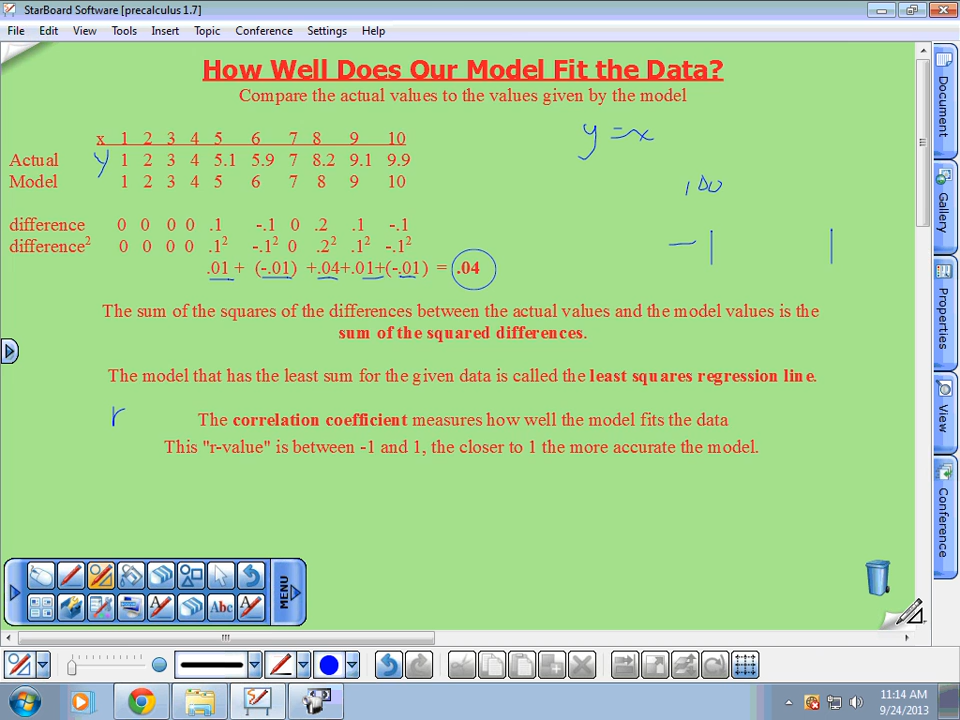 StarBoard Software [precalculus 1.7]
File Edit View Tools Insert Topic Conference Settings Help
How Well Does Our Model Fit the Data?
Compare the actual values to the values given by the model
y = x
x 1 2 3 4 5 6 7 8 9 10
Actual y 1 2 3 4 5.1 5.9 7 8.2 9.1 9.9
Model 1 2 3 4 5 6 7 8 9 10
100
difference 0 0 0 0 .1 -.1 0 .2 .1 -.1
difference² 0 0 0 0 .1² -.1² 0 .2² .1² -.1²
-1 1
.01 + (-.01) +.04+.01+(-.01) = .04
The sum of the squares of the differences between the actual values and the model values is the
sum of the squared differences.
The model that has the least sum for the given data is called the least squares regression line.
r The correlation coefficient measures how well the model fits the data
This "r-value" is between -1 and 1, the closer to 1 the more accurate the model.
Document
Gallery
Properties
View
Conference
MENU
Abc
11:14 AM
9/24/2013